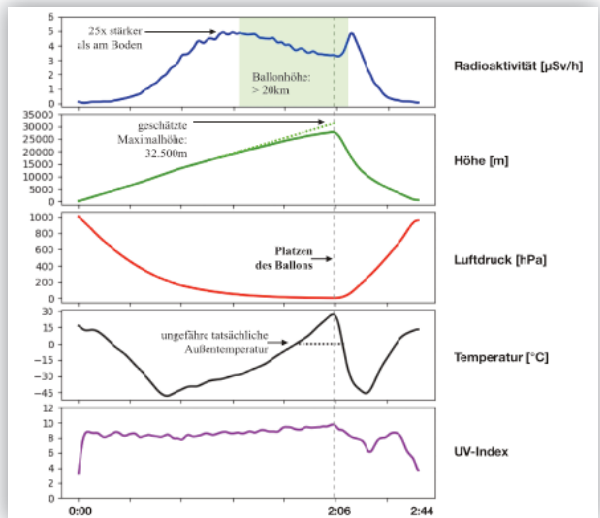 5
4
3
2
1
0
25x stärker
als am Boden
Ballonhöhe:
> 20km
Radioaktivität [µSv/h]
35000
30000
25000
20000
15000
10000
5000
0
geschätzte
Maximalhöhe:
32.500m
Höhe [m]
1000
800
600
400
200
0
Platzen
des Ballons
Luftdruck [hPa]
30
15
0
−15
−30
−45
ungefähre tatsächliche
Außentemperatur
Temperatur [°C]
12
10
8
6
4
2
0
UV-Index
0:00
2:06
2:44